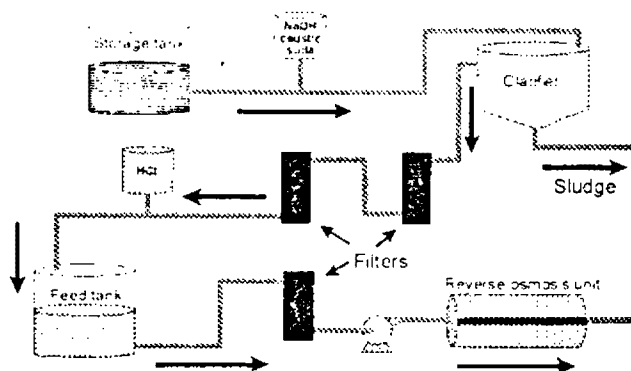 Storage tank
NaOH
caustic
soda
Clarifier
HCl
Sludge
Filters
Feed tank
Reverse osmosis unit